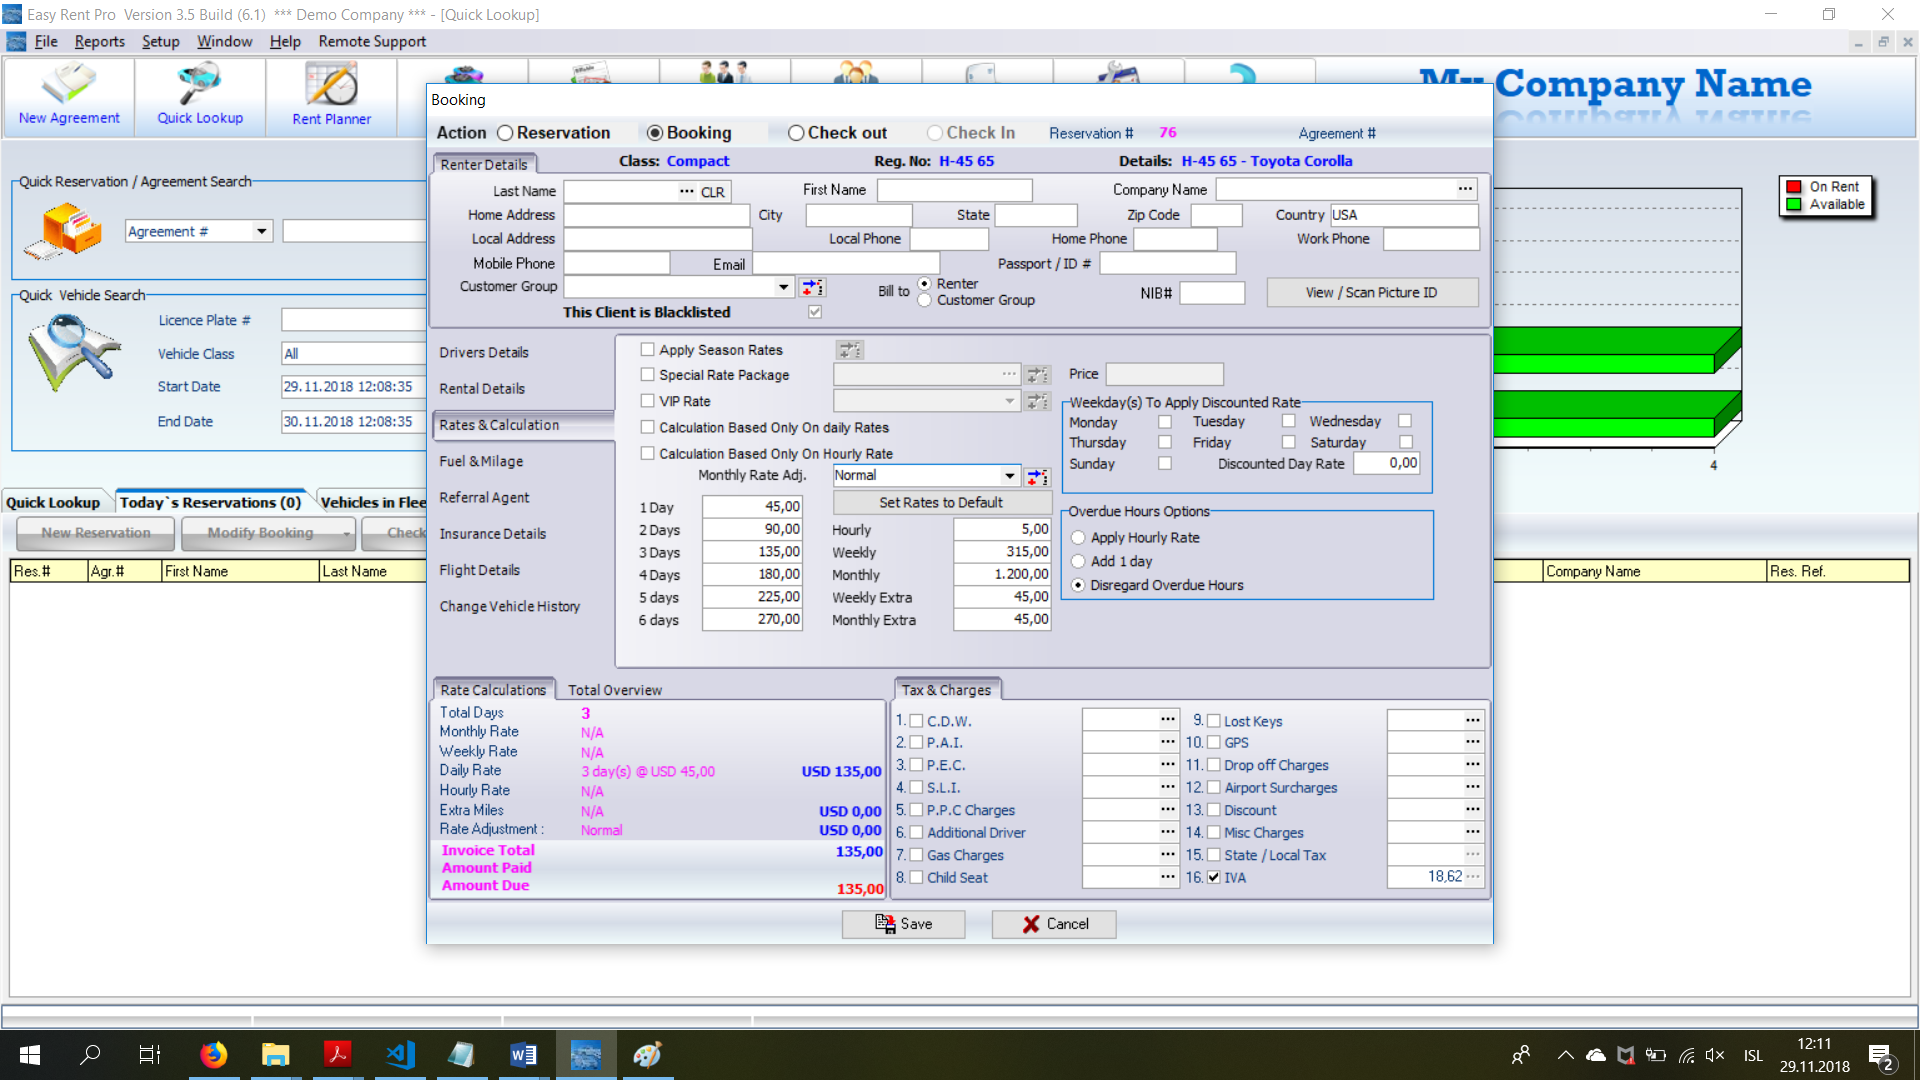 Easy Rent Pro  Version 3.5 Build (6.1)  *** Demo Company *** - [Quick Lookup]
File Reports Setup Window Help Remote Support
New Agreement Quick Lookup Rent Planner
My Company Name
Booking
Action Reservation Booking Check out Check In Reservation # 76 Agreement #
Renter Details Class: Compact Reg. No: H-45 65 Details: H-45 65 - Toyota Corolla
Last Name ... CLR First Name Company Name ...
Home Address City State Zip Code Country USA
Local Address Local Phone Home Phone Work Phone
Mobile Phone Email Passport / ID #
Customer Group Bill to Renter
Customer Group
NIB# View / Scan Picture ID
This Client is Blacklisted
Quick Reservation / Agreement Search
Agreement #
Quick  Vehicle Search
Licence Plate #
Vehicle Class All
Start Date 29.11.2018 12:08:35
End Date 30.11.2018 12:08:35
On Rent
Available
4
Drivers Details
Rental Details
Rates & Calculation
Fuel & Milage
Referral Agent
Insurance Details
Flight Details
Change Vehicle History
Apply Season Rates
Special Rate Package ...
VIP Rate
Calculation Based Only On daily Rates
Calculation Based Only On Hourly Rate
Monthly Rate Adj. Normal
Set Rates to Default
1 Day 45,00
2 Days 90,00
3 Days 135,00
4 Days 180,00
5 days 225,00
6 days 270,00
Hourly 5,00
Weekly 315,00
Monthly 1.200,00
Weekly Extra 45,00
Monthly Extra 45,00
Price
Weekday(s) To Apply Discounted Rate
Monday Tuesday Wednesday
Thursday Friday Saturday
Sunday Discounted Day Rate 0,00
Overdue Hours Options
Apply Hourly Rate
Add 1 day
Disregard Overdue Hours
Quick Lookup Today`s Reservations (0) Vehicles in Flee
New Reservation Modify Booking Check
Res.# Agr.# First Name Last Name Company Name Res. Ref.
Rate Calculations Total Overview
Total Days 3
Monthly Rate N/A
Weekly Rate N/A
Daily Rate 3 day(s) @ USD 45,00 USD 135,00
Hourly Rate N/A
Extra Miles N/A USD 0,00
Rate Adjustment : Normal USD 0,00
Invoice Total 135,00
Amount Paid
Amount Due 135,00
Tax & Charges
1. C.D.W. ... 9. Lost Keys ...
2. P.A.I. ... 10. GPS ...
3. P.E.C. ... 11. Drop off Charges ...
4. S.L.I. ... 12. Airport Surcharges ...
5. P.P.C Charges ... 13. Discount ...
6. Additional Driver ... 14. Misc Charges ...
7. Gas Charges ... 15. State / Local Tax ...
8. Child Seat ... 16. IVA 18,62 ...
Save Cancel
ISL
12:11
29.11.2018
2